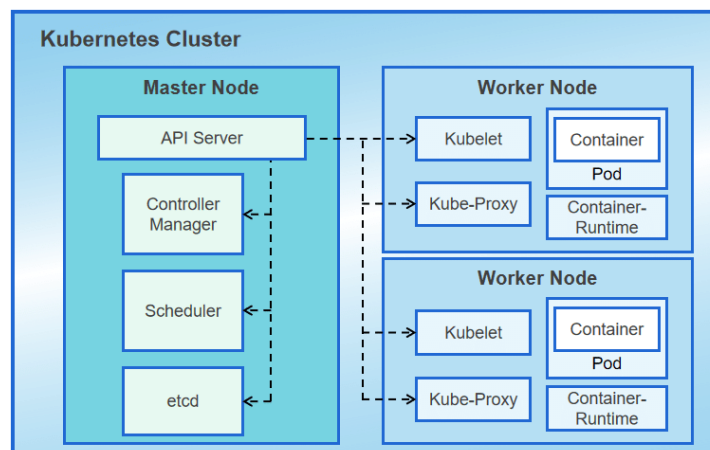 Kubernetes Cluster
Master Node
API Server
Controller
Manager
Scheduler
etcd
Worker Node
Kubelet
Kube-Proxy
Container
Pod
Container-
Runtime
Worker Node
Kubelet
Kube-Proxy
Container
Pod
Container-
Runtime